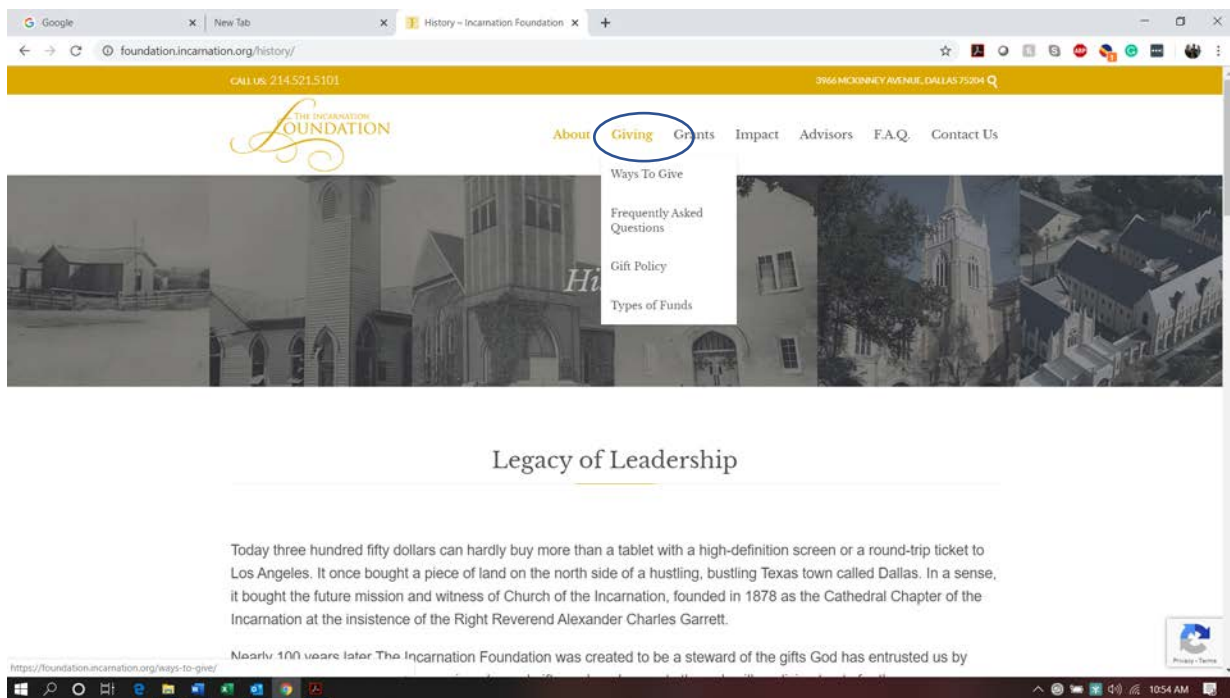 Google
New Tab
History – Incarnation Foundation
foundation.incarnation.org/history/
CALL US: 214.521.5101
3966 MCKINNEY AVENUE, DALLAS 75204
THE INCARNATION
FOUNDATION
About Giving Grants Impact Advisors F.A.Q. Contact Us
Ways To Give
Frequently Asked
Questions
Gift Policy
Types of Funds
Legacy of Leadership
Today three hundred fifty dollars can hardly buy more than a tablet with a high-definition screen or a round-trip ticket to
Los Angeles. It once bought a piece of land on the north side of a hustling, bustling Texas town called Dallas. In a sense,
it bought the future mission and witness of Church of the Incarnation, founded in 1878 as the Cathedral Chapter of the
Incarnation at the insistence of the Right Reverend Alexander Charles Garrett.
Nearly 100 years later The Incarnation Foundation was created to be a steward of the gifts God has entrusted us by
Privacy - Terms
https://foundation.incarnation.org/ways-to-give/
10:54 AM